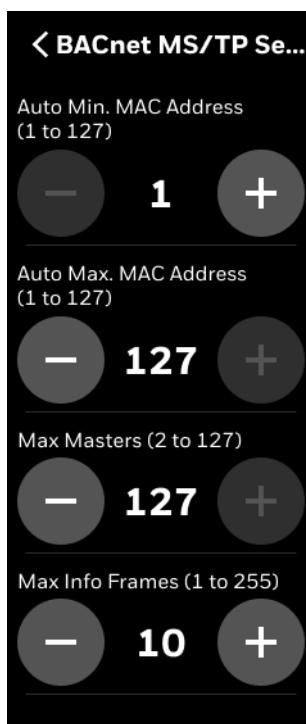 BACnet MS/TP Se...
Auto Min. MAC Address
(1 to 127)
1
Auto Max. MAC Address
(1 to 127)
127
Max Masters (2 to 127)
127
Max Info Frames (1 to 255)
10